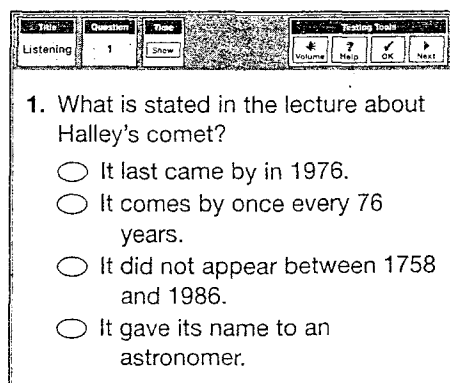 Title Question Time Testing Tools
Listening 1 Show Volume Help OK Next
1. What is stated in the lecture about
Halley's comet?
It last came by in 1976.
It comes by once every 76
years.
It did not appear between 1758
and 1986.
It gave its name to an
astronomer.